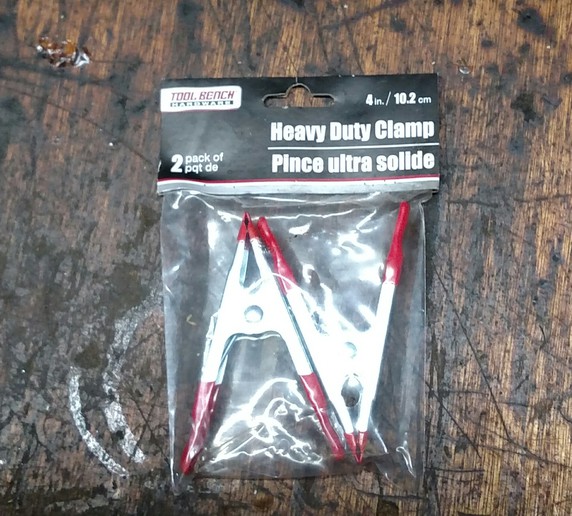 TOOL BENCH
HARDWARE
4 in. / 10.2 cm
Heavy Duty Clamp
Pince ultra solide
2 pack of
pqt de